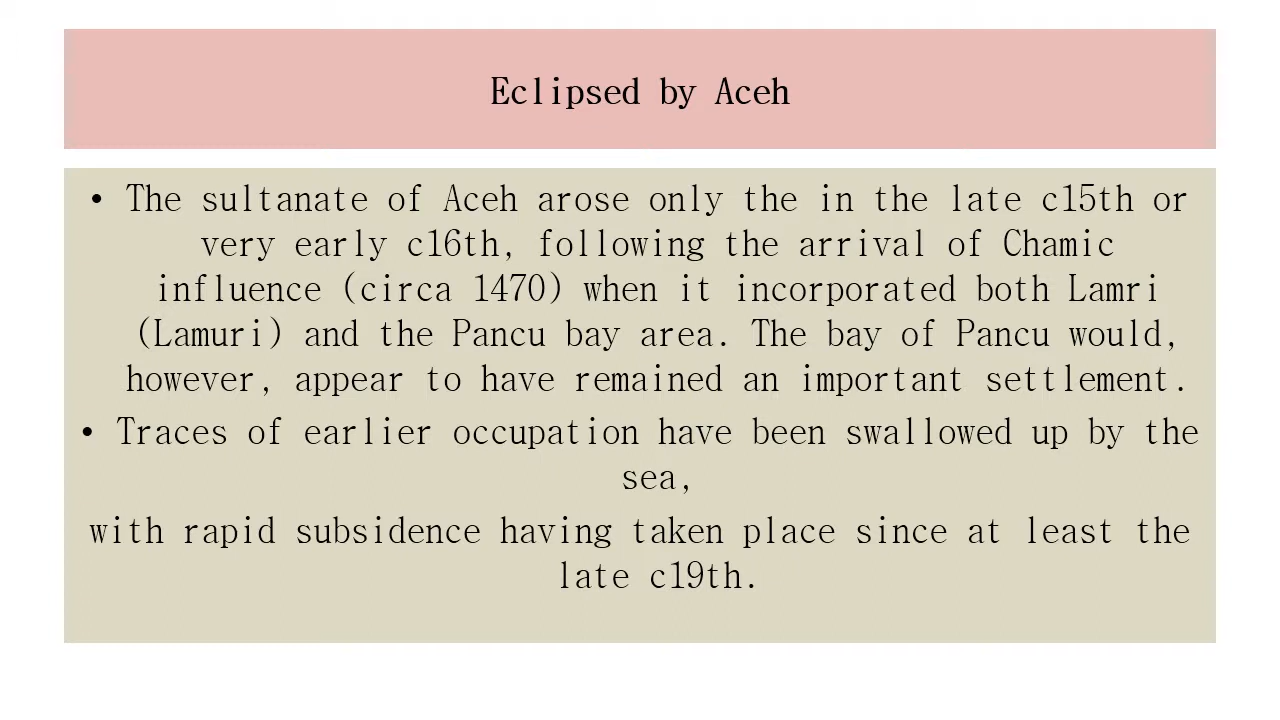 Eclipsed by Aceh
• The sultanate of Aceh arose only the in the late c15th or
very early c16th, following the arrival of Chamic
influence (circa 1470) when it incorporated both Lamri
(Lamuri) and the Pancu bay area. The bay of Pancu would,
however, appear to have remained an important settlement.
• Traces of earlier occupation have been swallowed up by the
sea,
with rapid subsidence having taken place since at least the
late c19th.